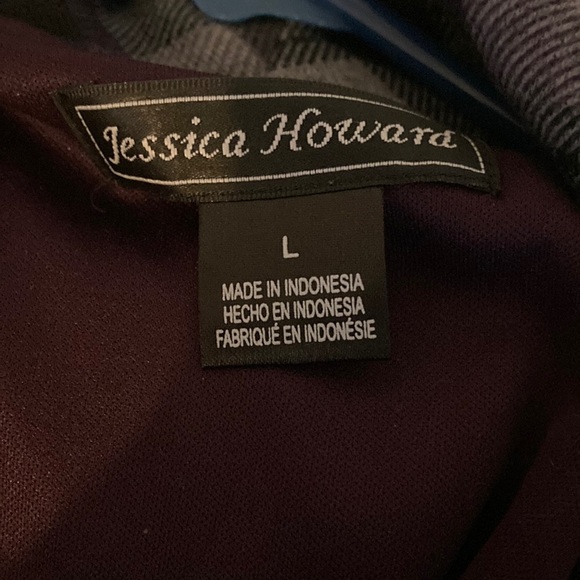 Jessica Howard
L
MADE IN INDONESIA
HECHO EN INDONESIA
FABRIQUÉ EN INDONÉSIE